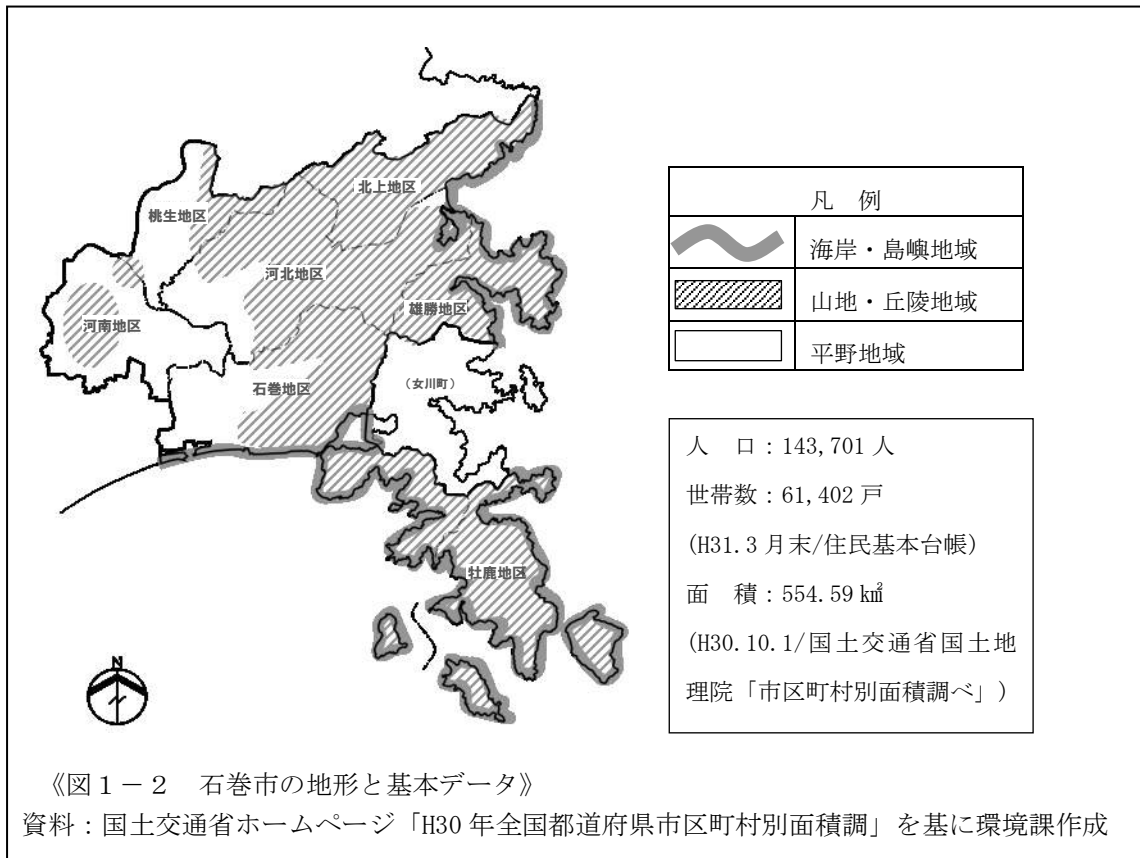 北上地区
桃生地区
河北地区
雄勝地区
河南地区
(女川町)
石巻地区
牡鹿地区
N
凡 例
海岸・島嶼地域
山地・丘陵地域
平野地域
人 口：143,701 人
世帯数：61,402 戸
(H31.3 月末/住民基本台帳)
面 積：554.59 ㎢
(H30.10.1/国土交通省国土地
理院「市区町村別面積調べ」)
《図１－２ 石巻市の地形と基本データ》
資料：国土交通省ホームページ「H30 年全国都道府県市区町村別面積調」を基に環境課作成